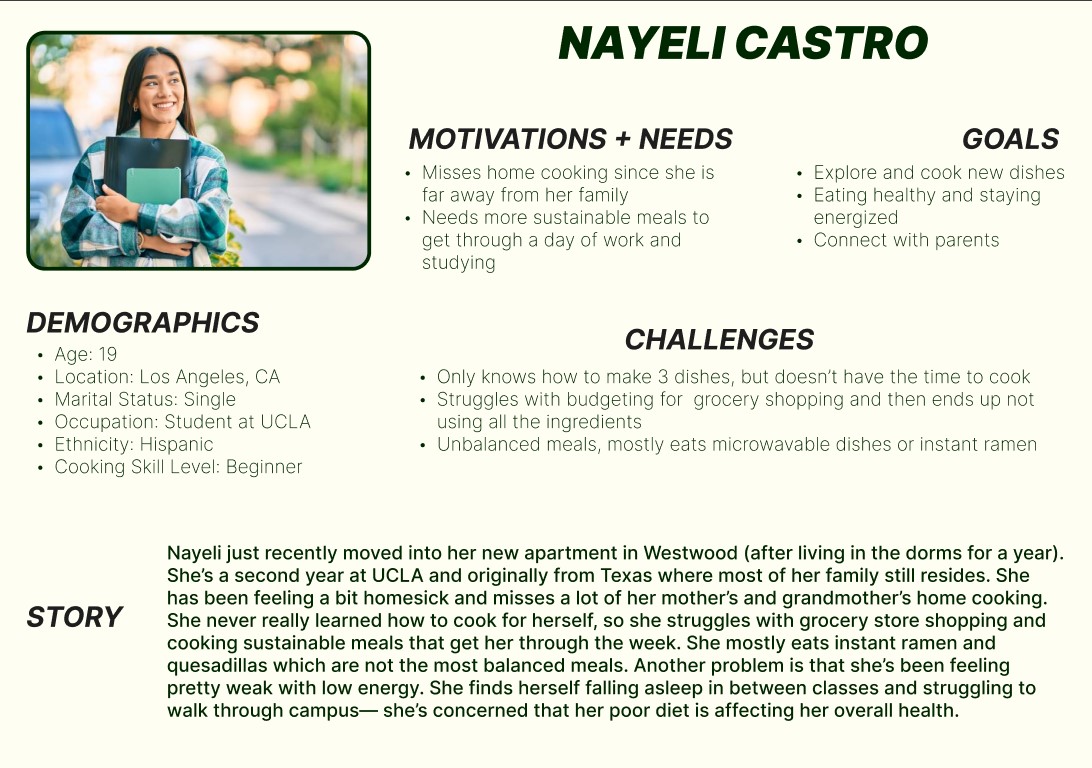 NAYELI CASTRO
MOTIVATIONS + NEEDS
• Misses home cooking since she is
far away from her family
• Needs more sustainable meals to
get through a day of work and
studying
GOALS
• Explore and cook new dishes
• Eating healthy and staying
energized
• Connect with parents
DEMOGRAPHICS
• Age: 19
• Location: Los Angeles, CA
• Marital Status: Single
• Occupation: Student at UCLA
• Ethnicity: Hispanic
• Cooking Skill Level: Beginner
CHALLENGES
• Only knows how to make 3 dishes, but doesn’t have the time to cook
• Struggles with budgeting for  grocery shopping and then ends up not
using all the ingredients
• Unbalanced meals, mostly eats microwavable dishes or instant ramen
STORY
Nayeli just recently moved into her new apartment in Westwood (after living in the dorms for a year).
She’s a second year at UCLA and originally from Texas where most of her family still resides. She
has been feeling a bit homesick and misses a lot of her mother’s and grandmother’s home cooking.
She never really learned how to cook for herself, so she struggles with grocery store shopping and
cooking sustainable meals that get her through the week. She mostly eats instant ramen and
quesadillas which are not the most balanced meals. Another problem is that she’s been feeling
pretty weak with low energy. She finds herself falling asleep in between classes and struggling to
walk through campus— she’s concerned that her poor diet is affecting her overall health.